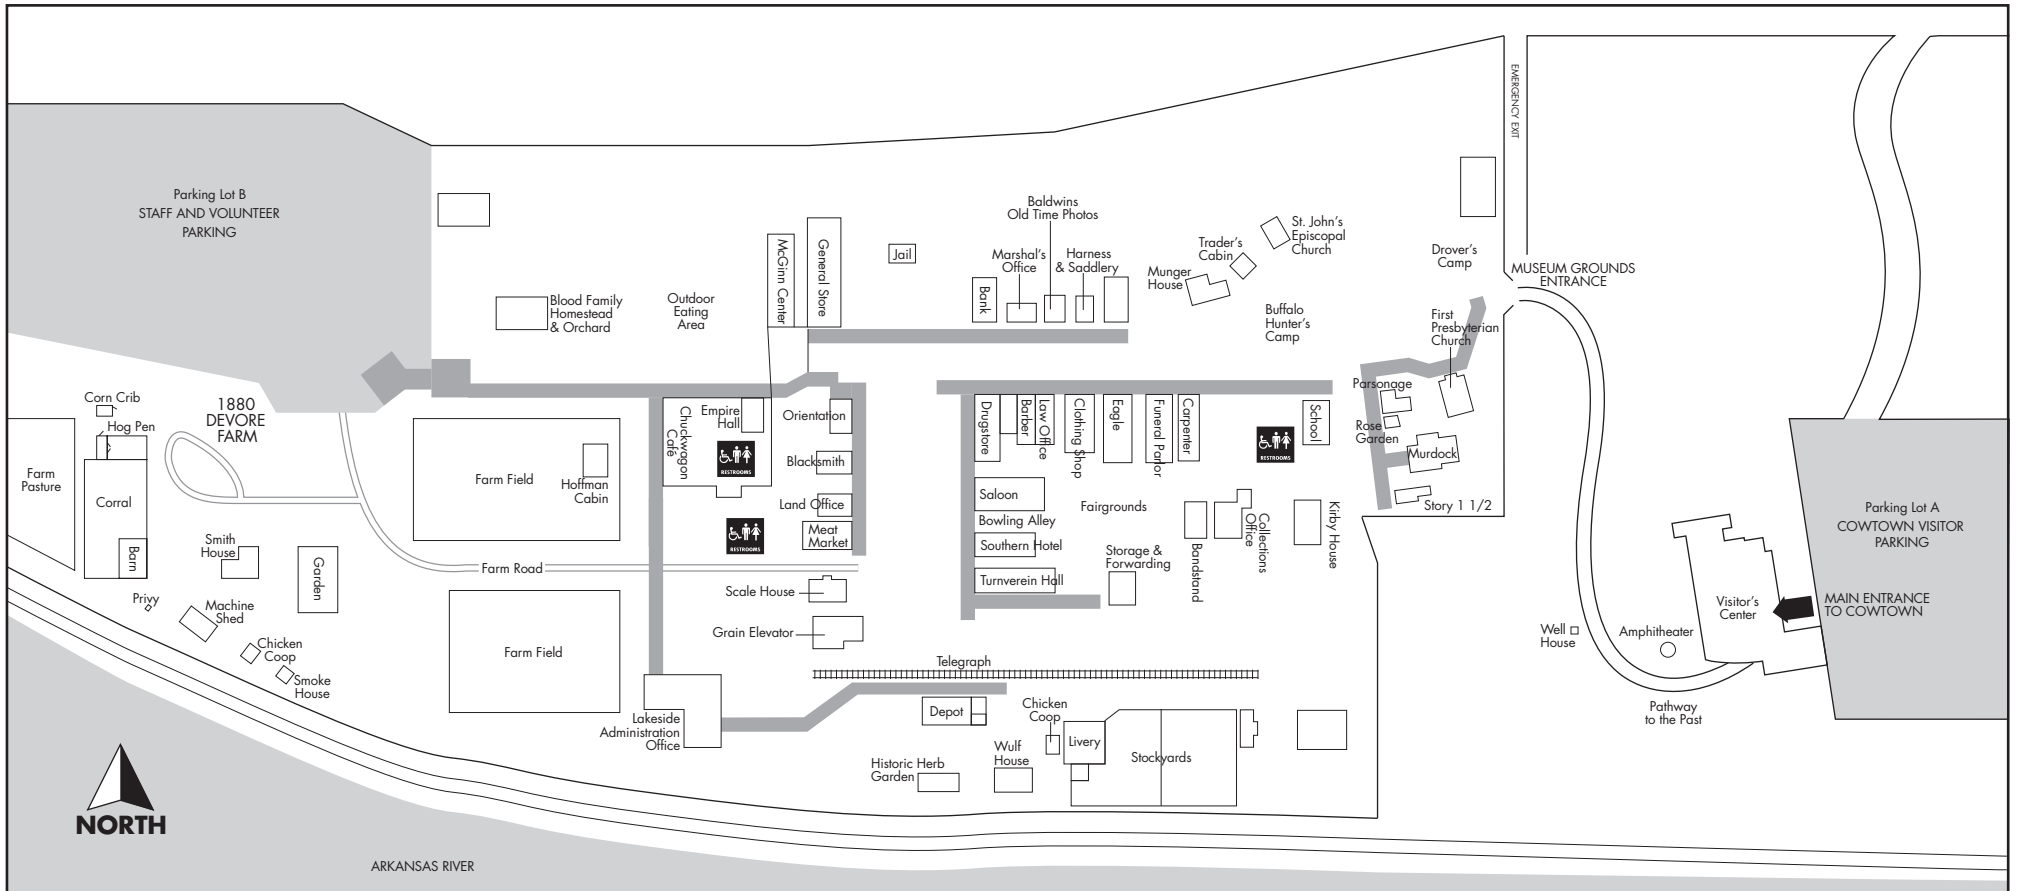 EMERGENCY EXIT
Parking Lot B
STAFF AND VOLUNTEER
PARKING
Baldwins
Old Time Photos
St. John's
Episcopal
Church
Trader's
Cabin
Drover's
Camp
McGinn Center
General Store
Jail
Marshal's
Office
Harness
& Saddlery
Munger
House
MUSEUM GROUNDS
ENTRANCE
Bank
Blood Family
Homestead
& Orchard
Outdoor
Eating
Area
Buffalo
Hunter's
Camp
First
Presbyterian
Church
Parsonage
Corn Crib
Hog Pen
1880
DEVORE
FARM
Chuckwagon
Café
Empire
Hall
Orientation
Drugstore
Barber
Law Office
Clothing Shop
Eagle
Funeral Parlor
Carpenter
School
Rose
Garden
RESTROOMS
RESTROOMS
Murdock
Farm
Pasture
Farm Field
Hoffman
Cabin
Blacksmith
Corral
Land Office
Saloon
Bowling Alley
Fairgrounds
Collections
Office
Kirby House
Story 1 1/2
Parking Lot A
COWTOWN VISITOR
PARKING
Meat
Market
RESTROOMS
Southern Hotel
Storage &
Forwarding
Bandstand
Smith
House
Barn
Garden
Farm Road
Turnverein Hall
Scale House
Privy
Machine
Shed
Visitor's
Center
MAIN ENTRANCE
TO COWTOWN
Grain Elevator
Well
House
Amphitheater
Chicken
Coop
Smoke
House
Farm Field
Telegraph
Lakeside
Administration
Office
Depot
Chicken
Coop
Pathway
to the Past
Livery
Wulf
House
Stockyards
Historic Herb
Garden
NORTH
ARKANSAS RIVER